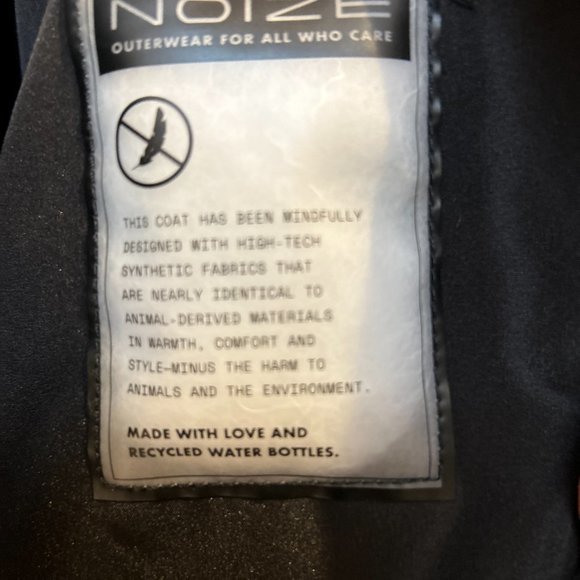 NOIZE
OUTERWEAR FOR ALL WHO CARE
THIS COAT HAS BEEN MINDFULLY
DESIGNED WITH HIGH-TECH
SYNTHETIC FABRICS THAT
ARE NEARLY IDENTICAL TO
ANIMAL-DERIVED MATERIALS
IN WARMTH, COMFORT AND
STYLE-MINUS THE HARM TO
ANIMALS AND THE ENVIRONMENT.
MADE WITH LOVE AND
RECYCLED WATER BOTTLES.